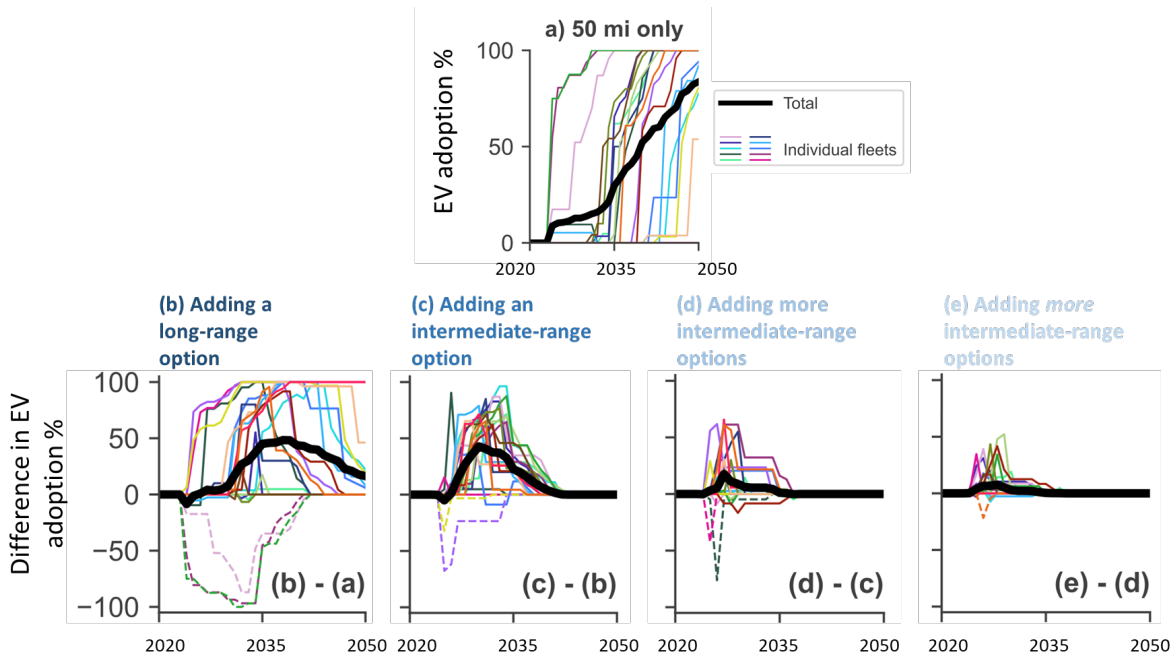 a) 50 mi only
EV adoption %
100
50
0
2020 2035 2050
Total
Individual fleets
(b) Adding a
long-range
option
(c) Adding an
intermediate-range
option
(d) Adding more
intermediate-range
options
(e) Adding more
intermediate-range
options
Difference in EV
adoption %
100
50
0
−50
−100
(b) - (a)
(c) - (b)
(d) - (c)
(e) - (d)
2020 2035 2050
2020 2035 2050
2020 2035 2050
2020 2035 2050